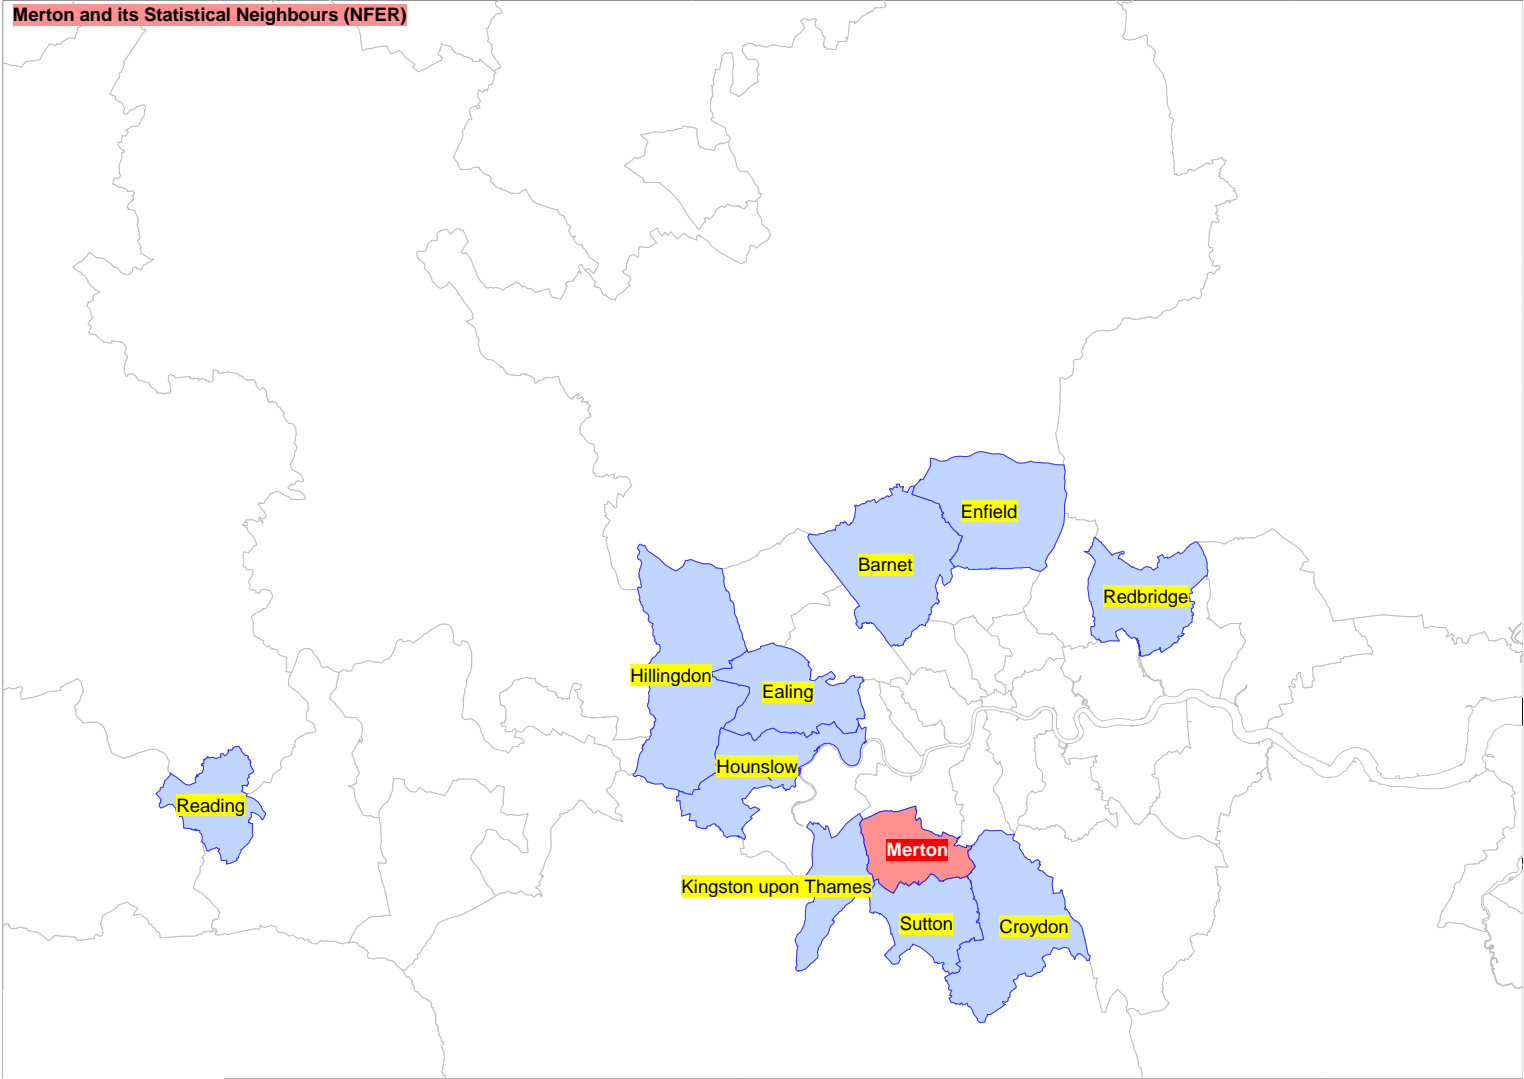 Merton and its Statistical Neighbours (NFER)
Enfield
Barnet
Redbridge
Hillingdon
Ealing
Hounslow
Reading
Merton
Kingston upon Thames
Sutton
Croydon